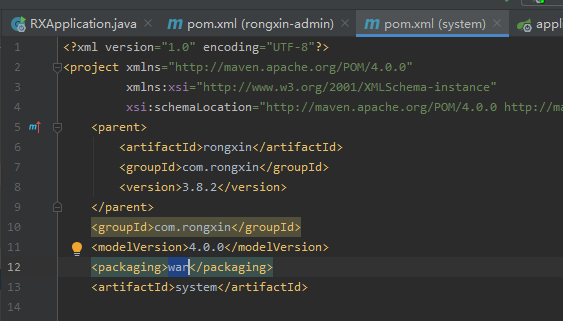 RXApplication.java × pom.xml (rongxin-admin) × pom.xml (system) ×
1 <?xml version="1.0" encoding="UTF-8"?>
2 <project xmlns="http://maven.apache.org/POM/4.0.0"
3 xmlns:xsi="http://www.w3.org/2001/XMLSchema-instance"
4 xsi:schemaLocation="http://maven.apache.org/POM/4.0.0
5 <parent>
6 <artifactId>rongxin</artifactId>
7 <groupId>com.rongxin</groupId>
8 <version>3.8.2</version>
9 </parent>
10 <groupId>com.rongxin</groupId>
11 <modelVersion>4.0.0</modelVersion>
12 <packaging>war</packaging>
13 <artifactId>system</artifactId>
14